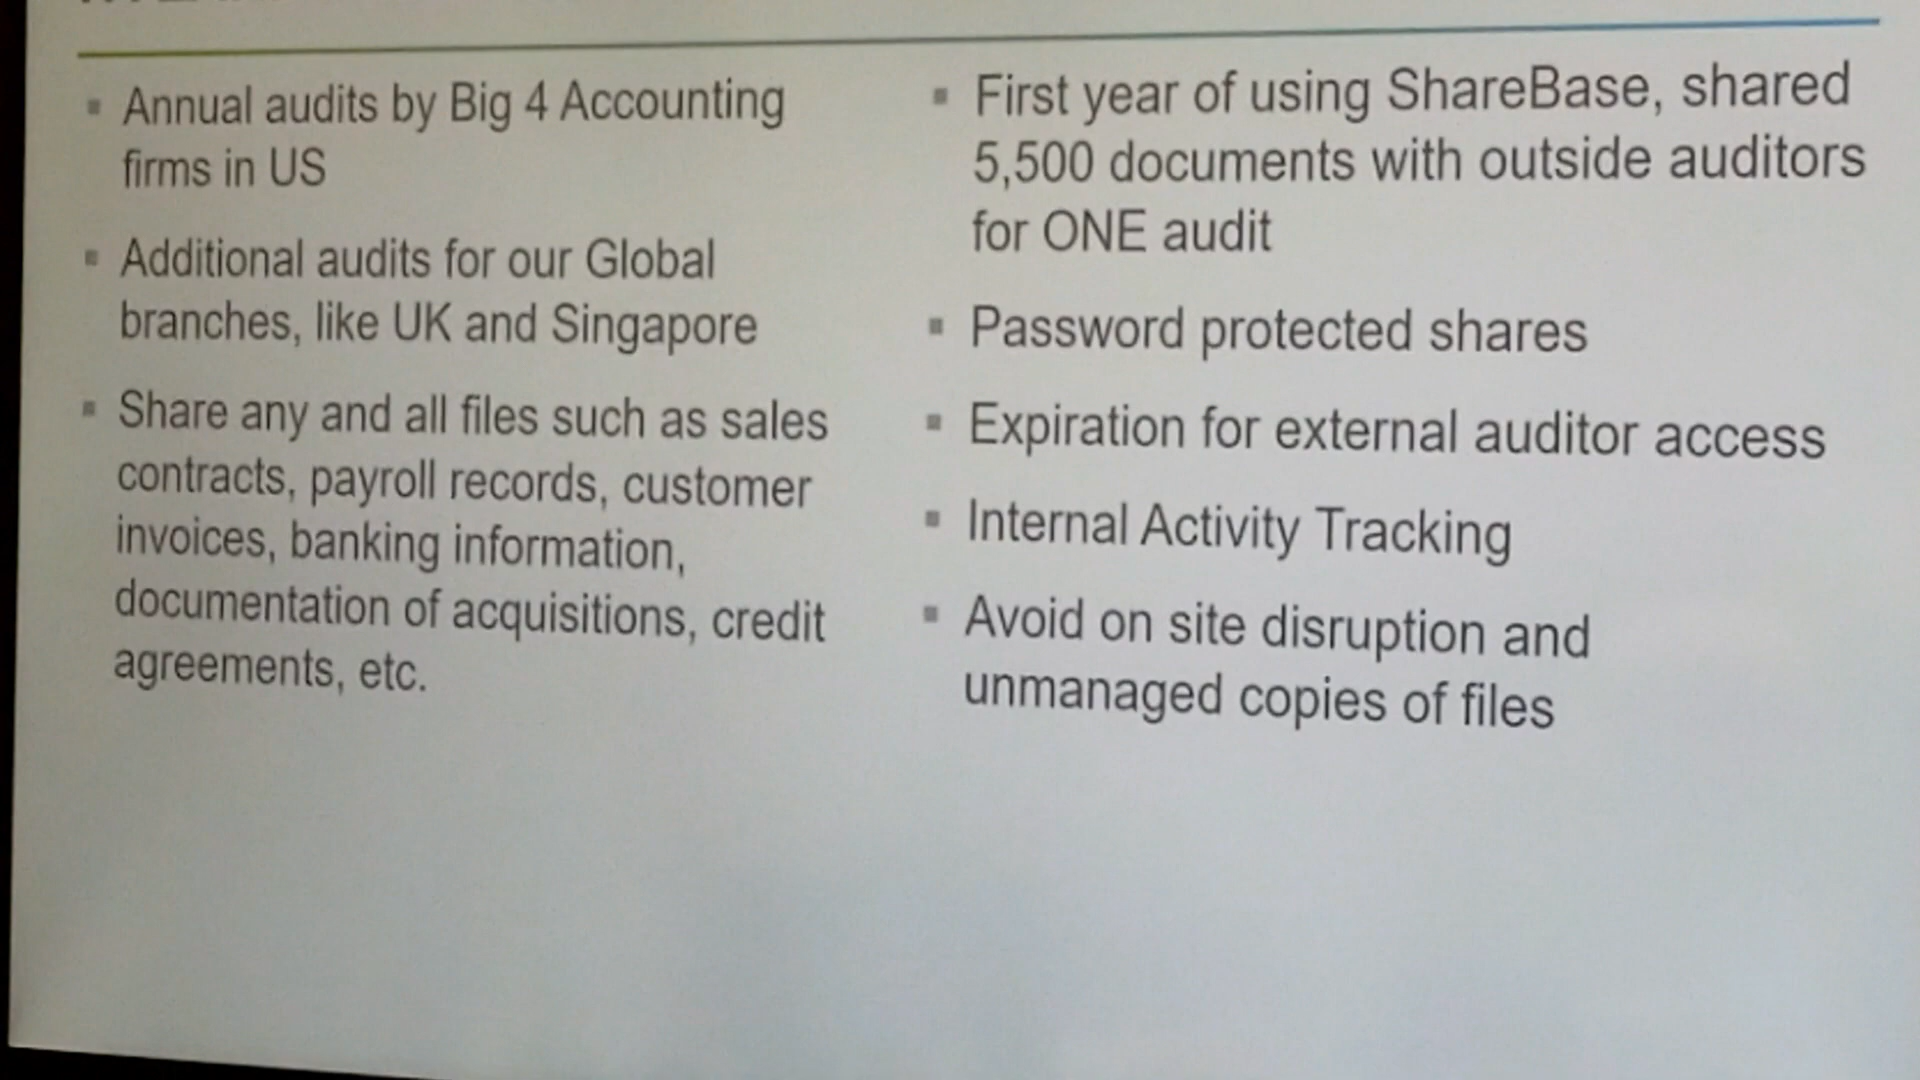 Annual audits by Big 4 Accounting
firms in US
Additional audits for our Global
branches, like UK and Singapore
Share any and all files such as sales
contracts, payroll records, customer
invoices, banking information,
documentation of acquisitions, credit
agreements, etc.
First year of using ShareBase, shared
5,500 documents with outside auditors
for ONE audit
Password protected shares
Expiration for external auditor access
Internal Activity Tracking
Avoid on site disruption and
unmanaged copies of files